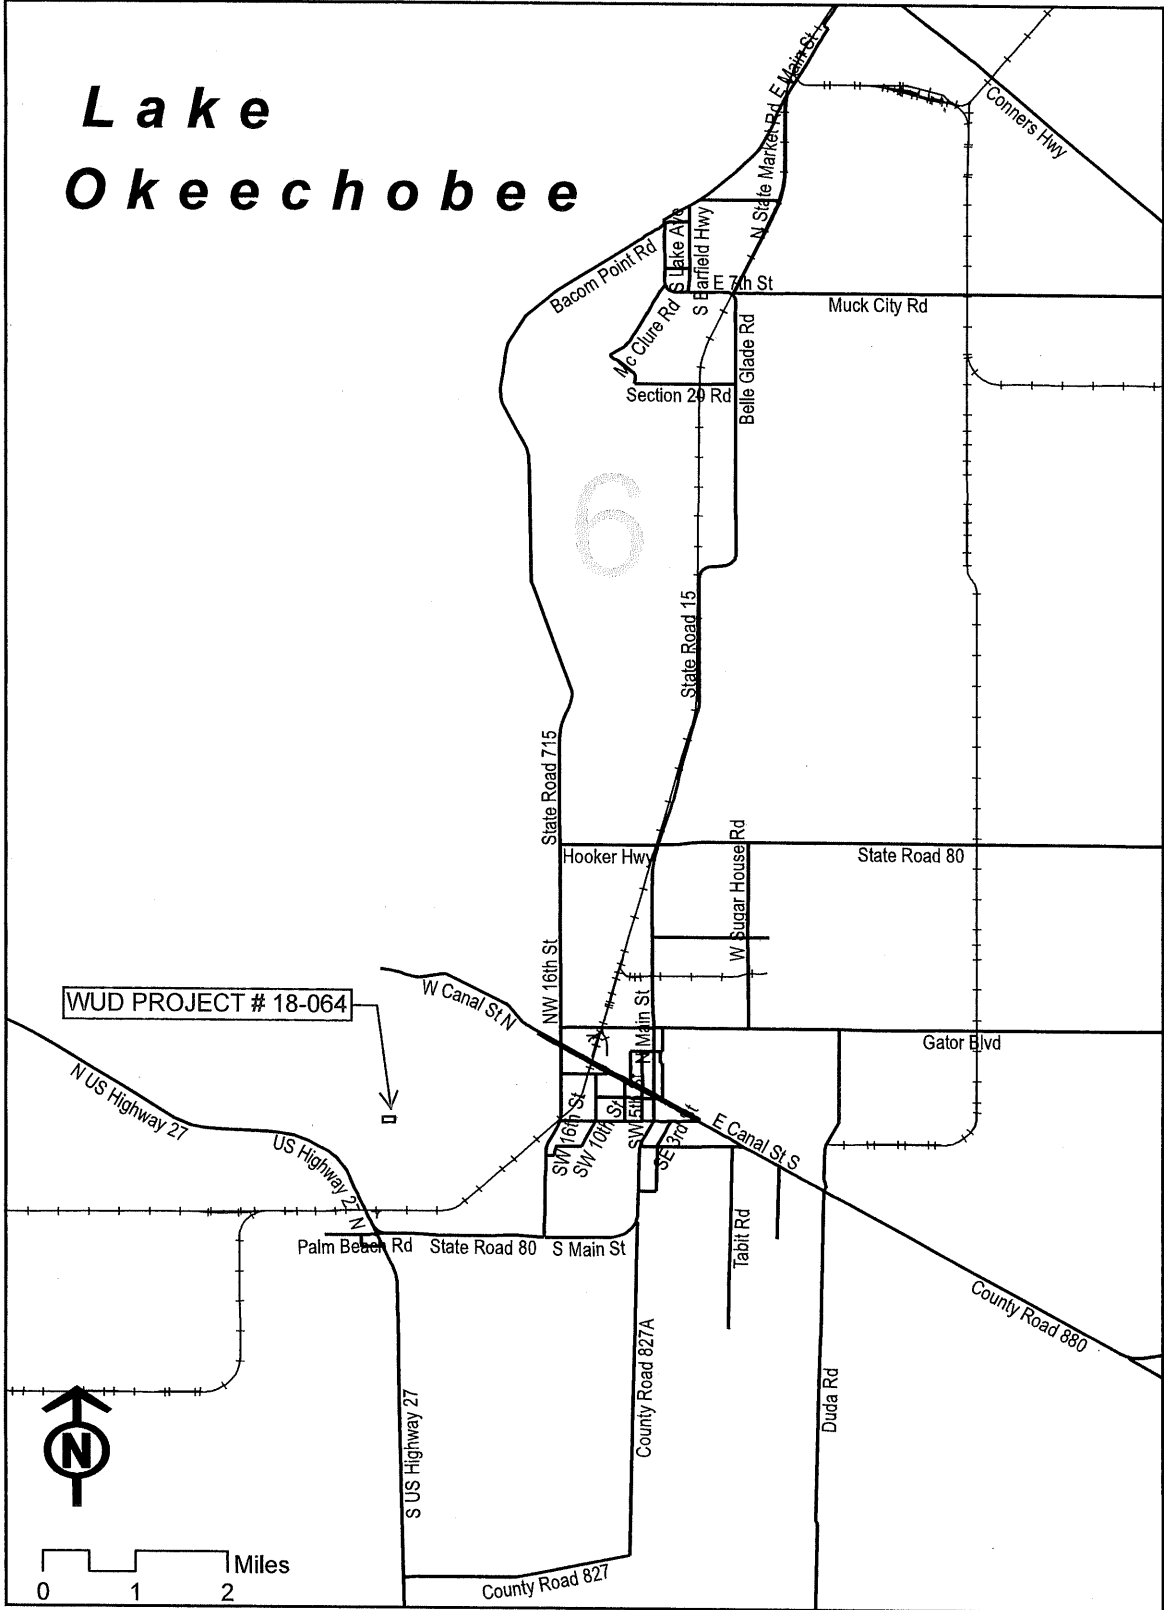 Lake
Okeechobee
E Main St
Conners Hwy
N State Market Rd
S Lake Ave
S Barfield Hwy
Bacom Point Rd
E 7th St
Muck City Rd
Mc Clure Rd
Belle Glade Rd
Section 20 Rd
6
State Road 15
State Road 715
Hooker Hwy
State Road 80
W Sugar House Rd
NW 16th St
W Canal St N
WUD PROJECT # 18-064
N Main St
Gator Blvd
N US Highway 27
US Highway 27 N
SW 16th St
SW 10th St
SW 5th St
SE 3rd St
E Canal St S
Palm Beach Rd
State Road 80
S Main St
Tabit Rd
County Road 880
County Road 827A
Duda Rd
S US Highway 27
N
Miles
0 1 2
County Road 827